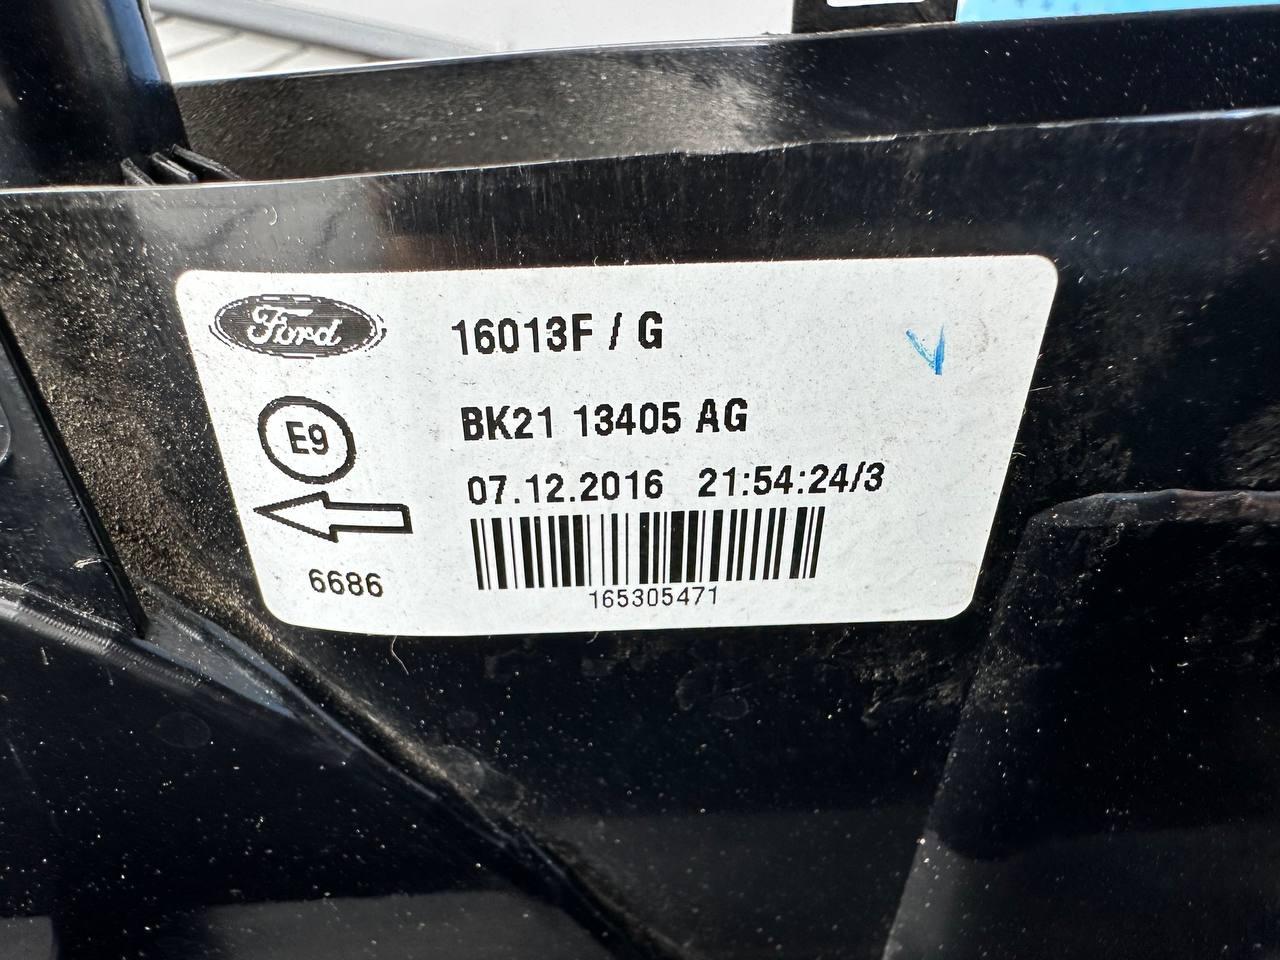 Ford
16013F / G
E9
BK21 13405 AG
07.12.2016 21:54:24/3
6686
165305471